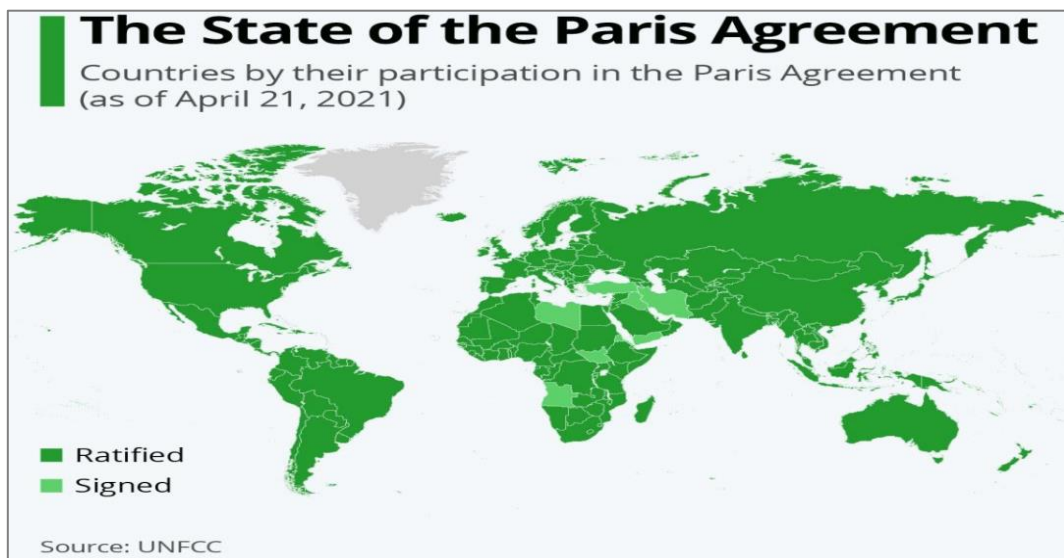 The State of the Paris Agreement
Countries by their participation in the Paris Agreement
(as of April 21, 2021)
Ratified
Signed
Source: UNFCC